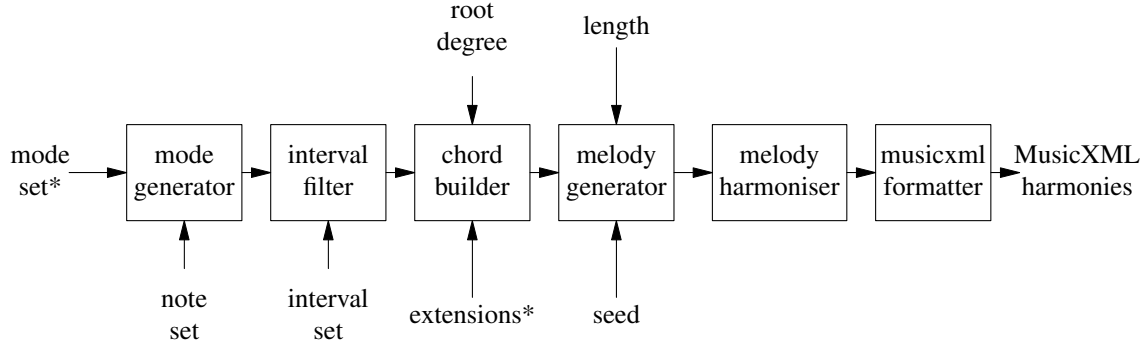 root
degree
length
mode
set*
mode
generator
interval
filter
chord
builder
melody
generator
melody
harmoniser
musicxml
formatter
MusicXML
harmonies
note
set
interval
set
extensions*
seed